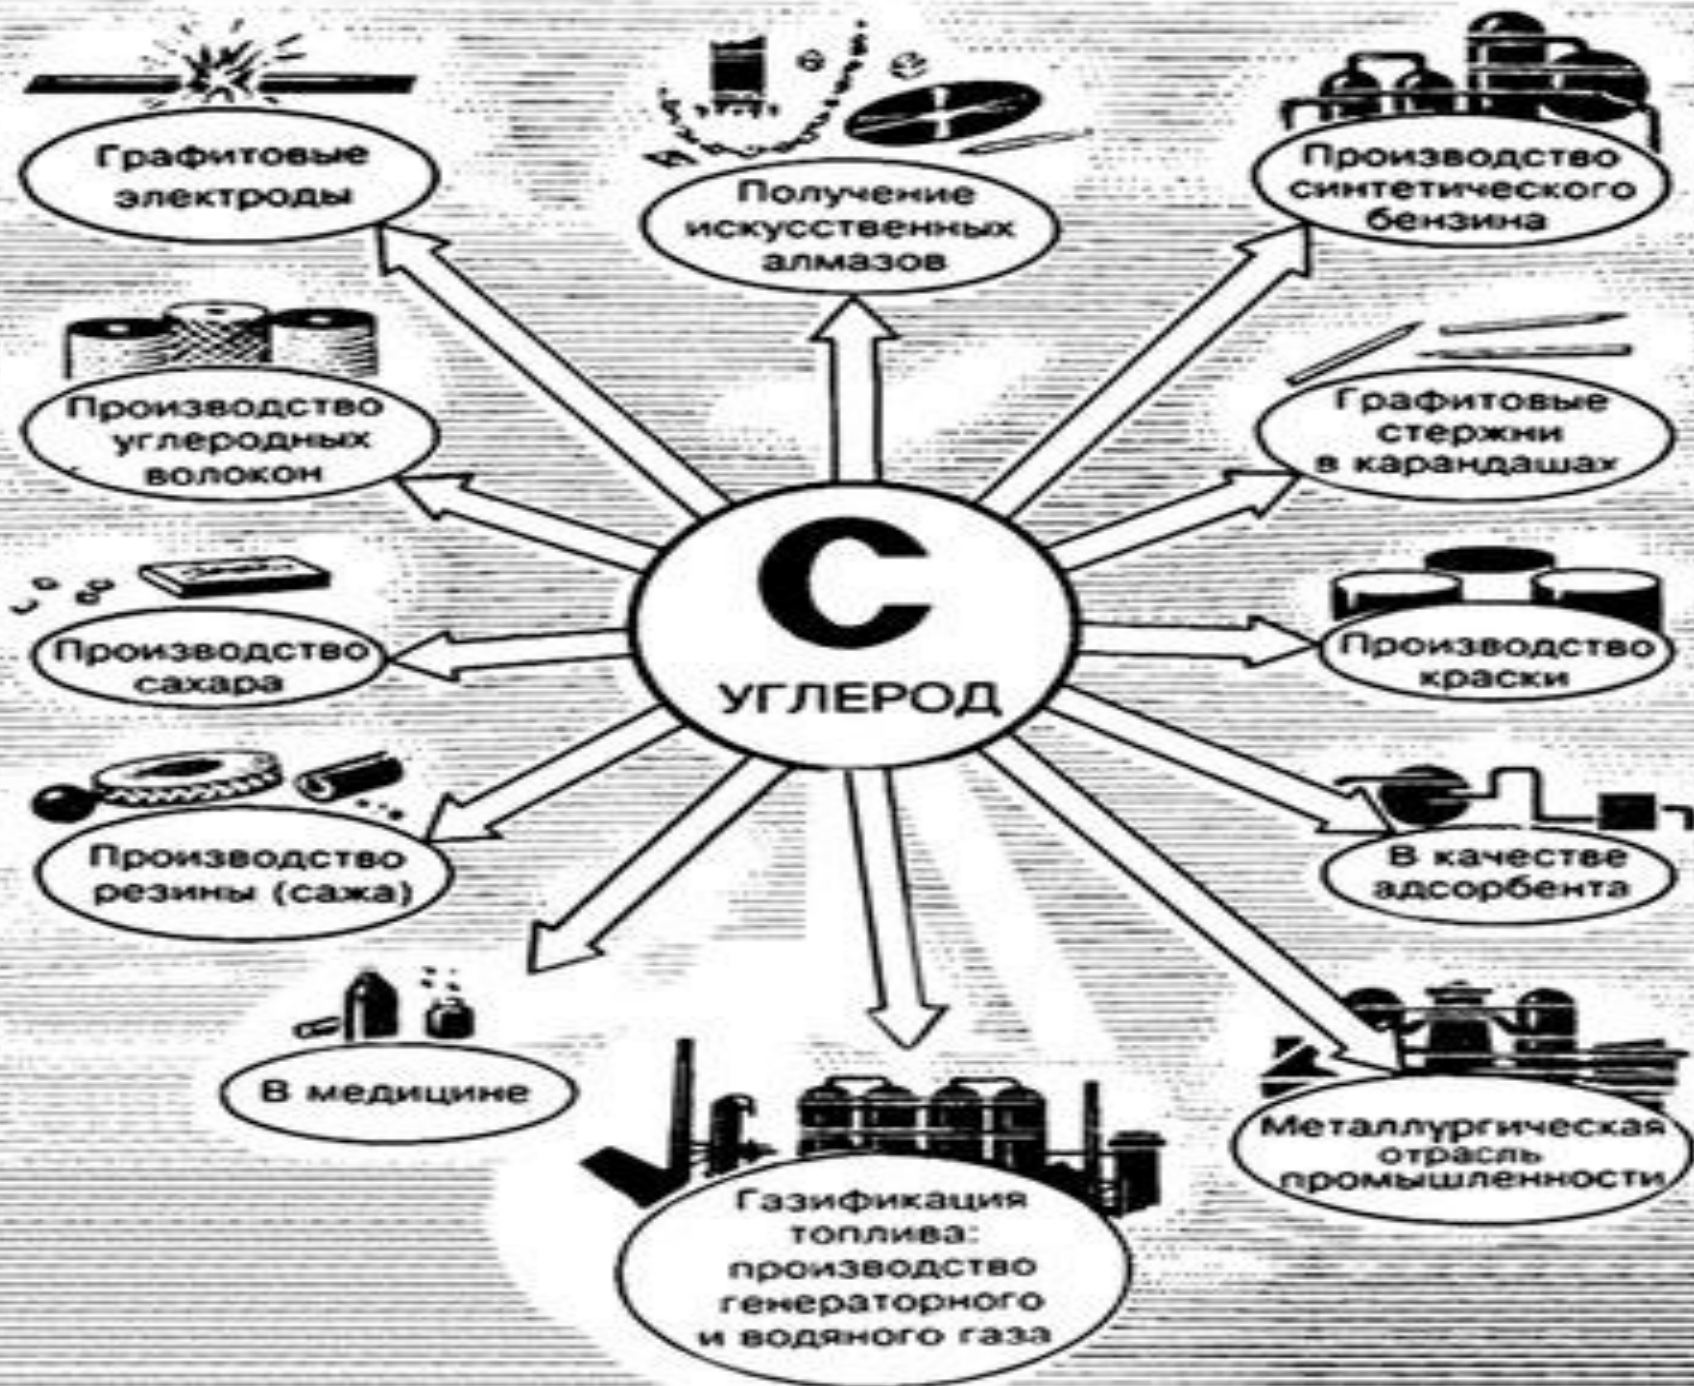 Графитовые
электроды
Получение
искусственных
алмазов
Производство
синтетического
бензина
Производство
углеродных
волокон
Графитовые
стержни
в карандашах
С
УГЛЕРОД
Производство
сахара
Производство
краски
Производство
резины (сажа)
В качестве
адсорбента
В медицине
Газификация
топлива:
производство
генераторного
и водяного газа
Металлургическая
отрасль
промышленности